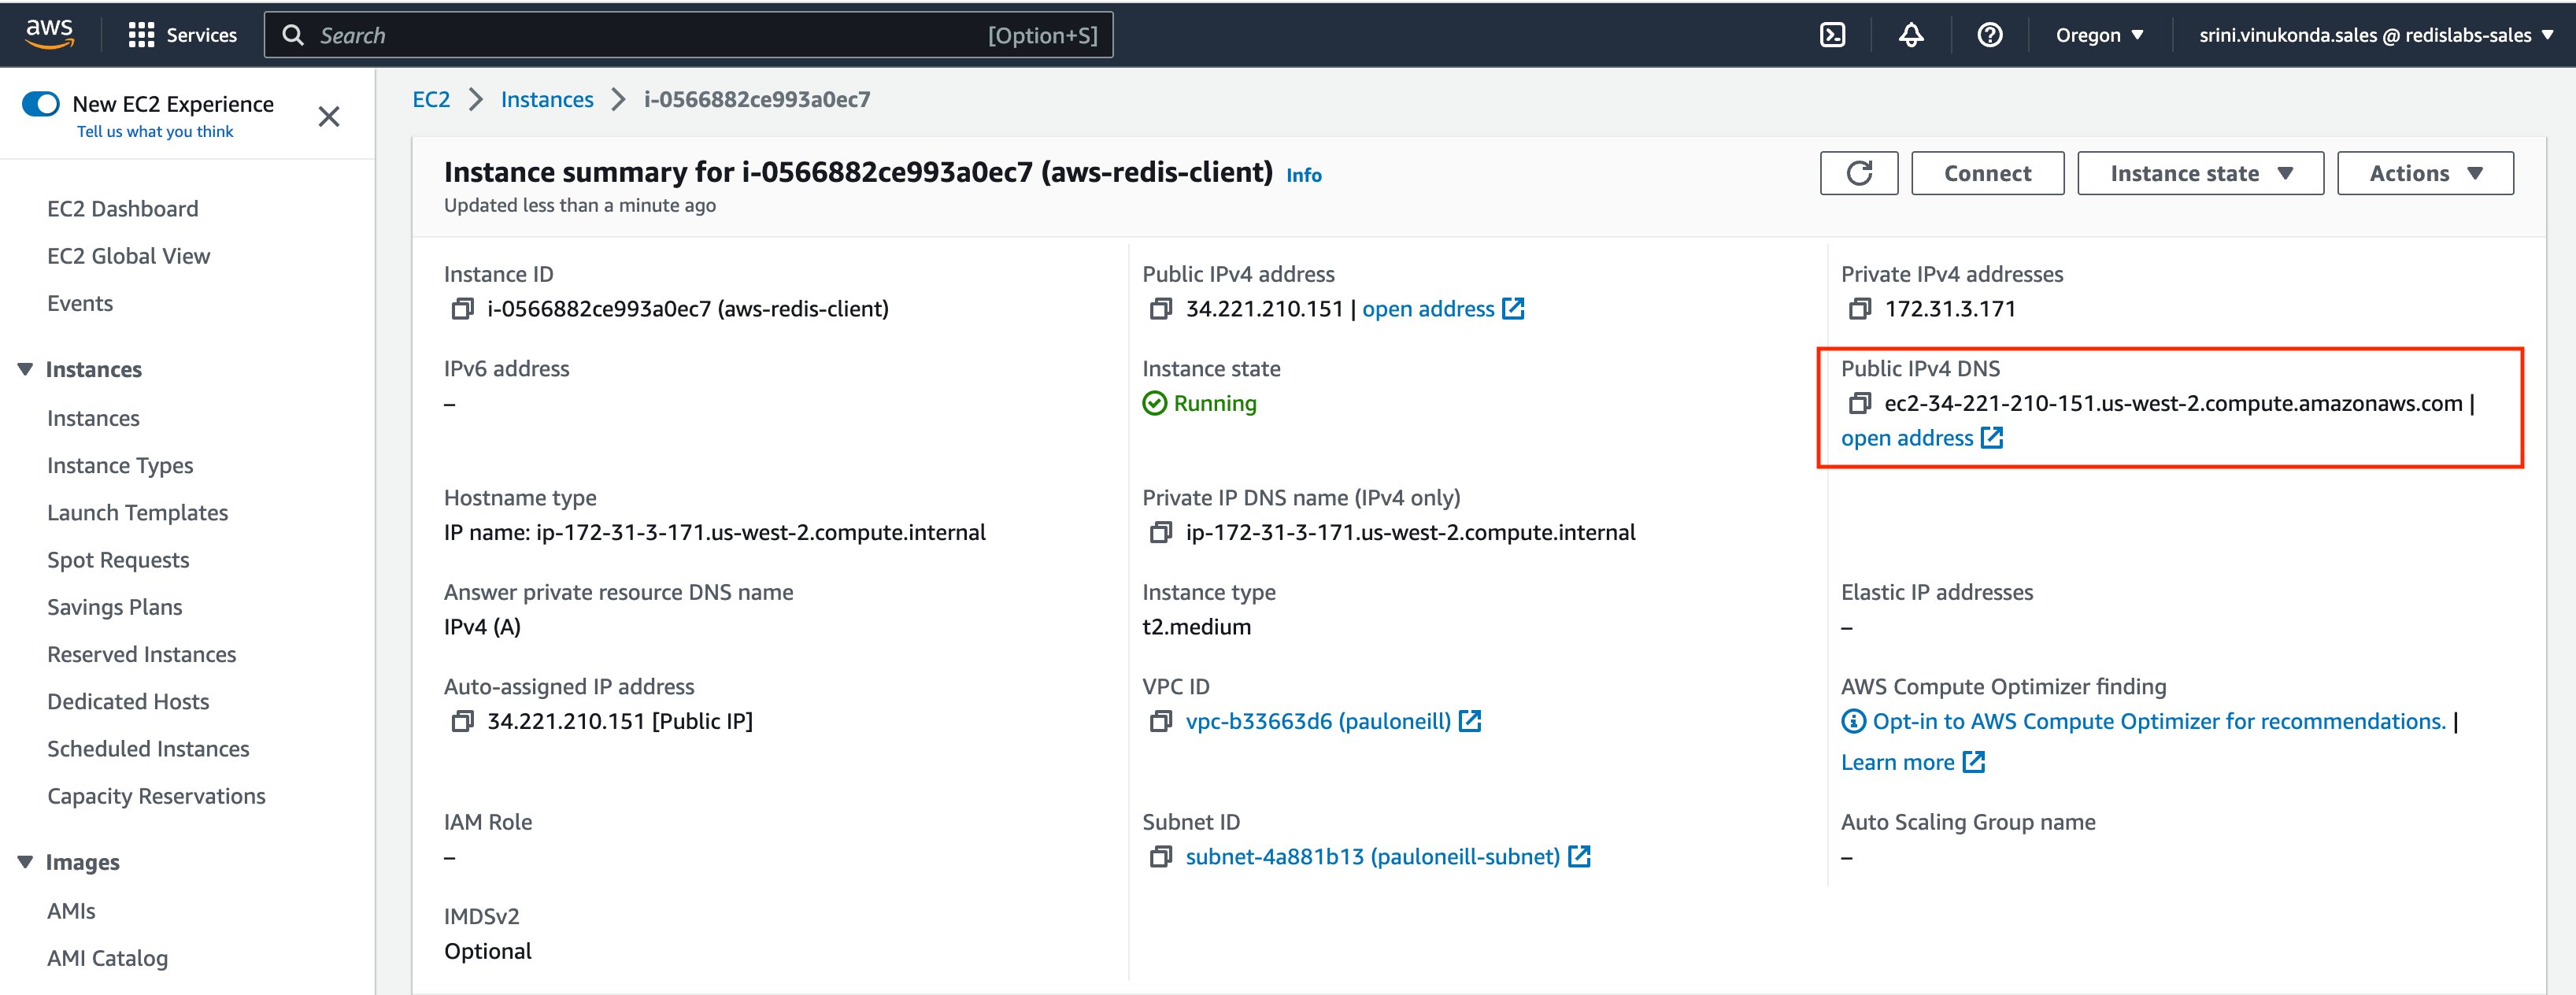 aws
Services
Search [Option+S]
Oregon ▼
srini.vinukonda.sales @ redislabs-sales ▼
New EC2 Experience
Tell us what you think
EC2 Dashboard
EC2 Global View
Events
Instances
Instances
Instance Types
Launch Templates
Spot Requests
Savings Plans
Reserved Instances
Dedicated Hosts
Scheduled Instances
Capacity Reservations
Images
AMIs
AMI Catalog
EC2 > Instances > i-0566882ce993a0ec7
Instance summary for i-0566882ce993a0ec7 (aws-redis-client) Info
Updated less than a minute ago
Connect
Instance state ▼
Actions ▼
Instance ID
i-0566882ce993a0ec7 (aws-redis-client)
Public IPv4 address
34.221.210.151 | open address
Private IPv4 addresses
172.31.3.171
IPv6 address
–
Instance state
Running
Public IPv4 DNS
ec2-34-221-210-151.us-west-2.compute.amazonaws.com |
open address
Hostname type
IP name: ip-172-31-3-171.us-west-2.compute.internal
Private IP DNS name (IPv4 only)
ip-172-31-3-171.us-west-2.compute.internal
Answer private resource DNS name
IPv4 (A)
Instance type
t2.medium
Elastic IP addresses
–
Auto-assigned IP address
34.221.210.151 [Public IP]
VPC ID
vpc-b33663d6 (pauloneill)
AWS Compute Optimizer finding
Opt-in to AWS Compute Optimizer for recommendations. |
Learn more
IAM Role
–
Subnet ID
subnet-4a881b13 (pauloneill-subnet)
Auto Scaling Group name
–
IMDSv2
Optional